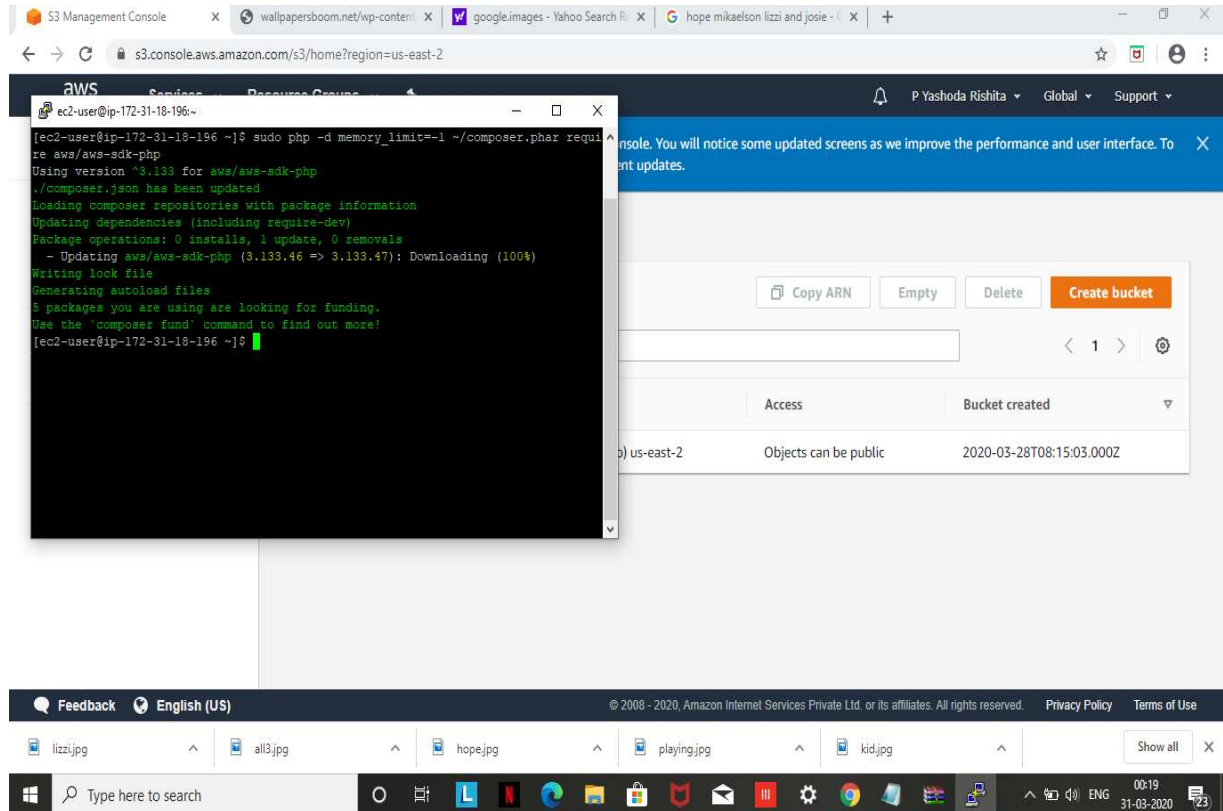 S3 Management Console
wallpapersboom.net/wp-content
google.images - Yahoo Search R
hope mikaelson lizzi and josie - G
s3.console.aws.amazon.com/s3/home?region=us-east-2
aws
Services
Resource Groups
P Yashoda Rishita
Global
Support
ec2-user@ip-172-31-18-196:~
[ec2-user@ip-172-31-18-196 ~]$ sudo php -d memory_limit=-1 ~/composer.phar requi
re aws/aws-sdk-php
Using version ^3.133 for aws/aws-sdk-php
./composer.json has been updated
Loading composer repositories with package information
Updating dependencies (including require-dev)
Package operations: 0 installs, 1 update, 0 removals
- Updating aws/aws-sdk-php (3.133.46 => 3.133.47): Downloading (100%)
Writing lock file
Generating autoload files
5 packages you are using are looking for funding.
Use the `composer fund` command to find out more!
[ec2-user@ip-172-31-18-196 ~]$
nsole. You will notice some updated screens as we improve the performance and user interface. To
ent updates.
Copy ARN
Empty
Delete
Create bucket
1
Access
Bucket created
) us-east-2
Objects can be public
2020-03-28T08:15:03.000Z
Feedback
English (US)
© 2008 - 2020, Amazon Internet Services Private Ltd. or its affiliates. All rights reserved.
Privacy Policy
Terms of Use
lizzi.jpg
all3.jpg
hope.jpg
playing.jpg
kid.jpg
Show all
Type here to search
L
N
ENG
00:19
31-03-2020
23